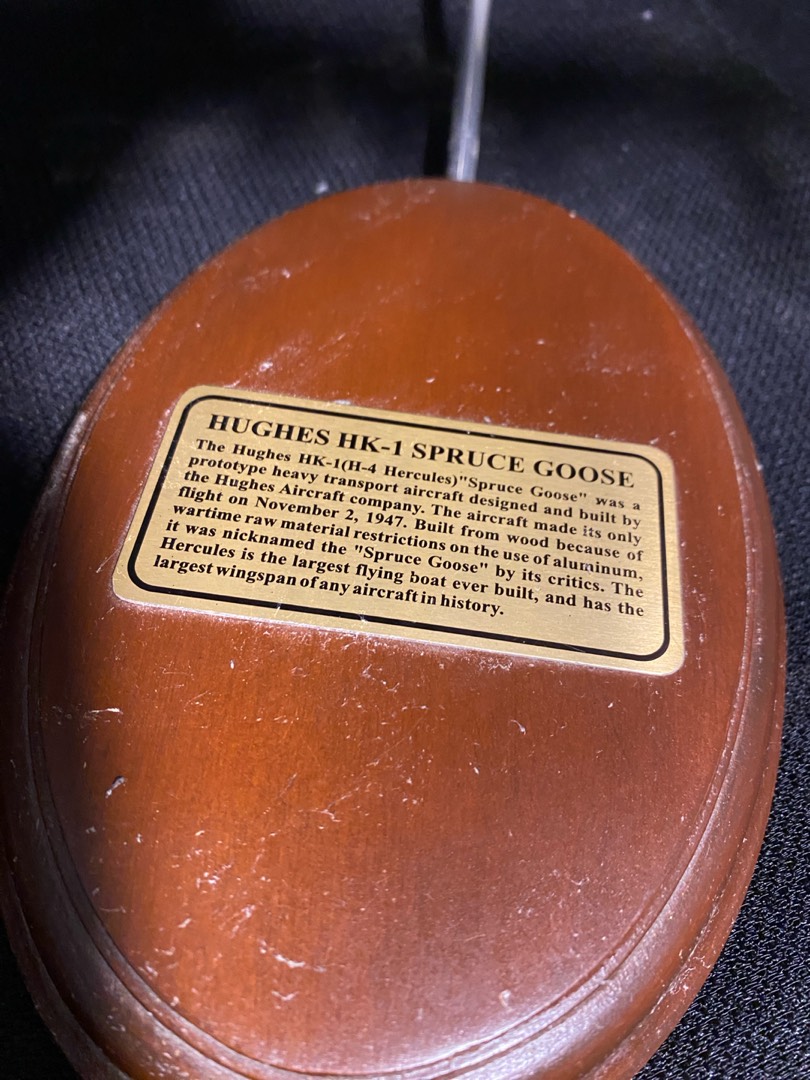 HUGHES HK-1 SPRUCE GOOSE
The Hughes HK-1(H-4 Hercules)"Spruce Goose" was a
prototype heavy transport aircraft designed and built by
the Hughes Aircraft company. The aircraft made its only
flight on November 2, 1947. Built from wood because of
wartime raw material restrictions on the use of aluminum,
it was nicknamed the "Spruce Goose" by its critics. The
Hercules is the largest flying boat ever built, and has the
largest wingspan of any aircraft in history.